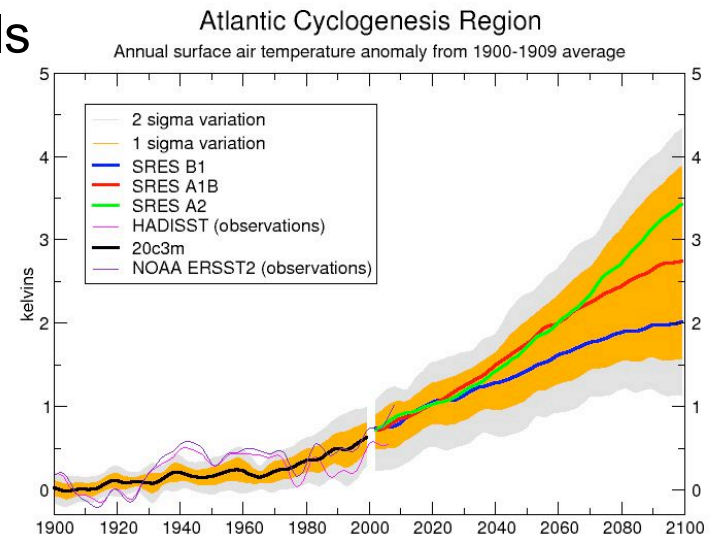 ls
Atlantic Cyclogenesis Region
Annual surface air temperature anomaly from 1900-1909 average
5
5
2 sigma variation
1 sigma variation
SRES B1
SRES A1B
SRES A2
HADISST (observations)
20c3m
NOAA ERSST2 (observations)
4
4
3
3
kelvins
2
2
1
1
0
0
1900 1920 1940 1960 1980 2000 2020 2040 2060 2080 2100